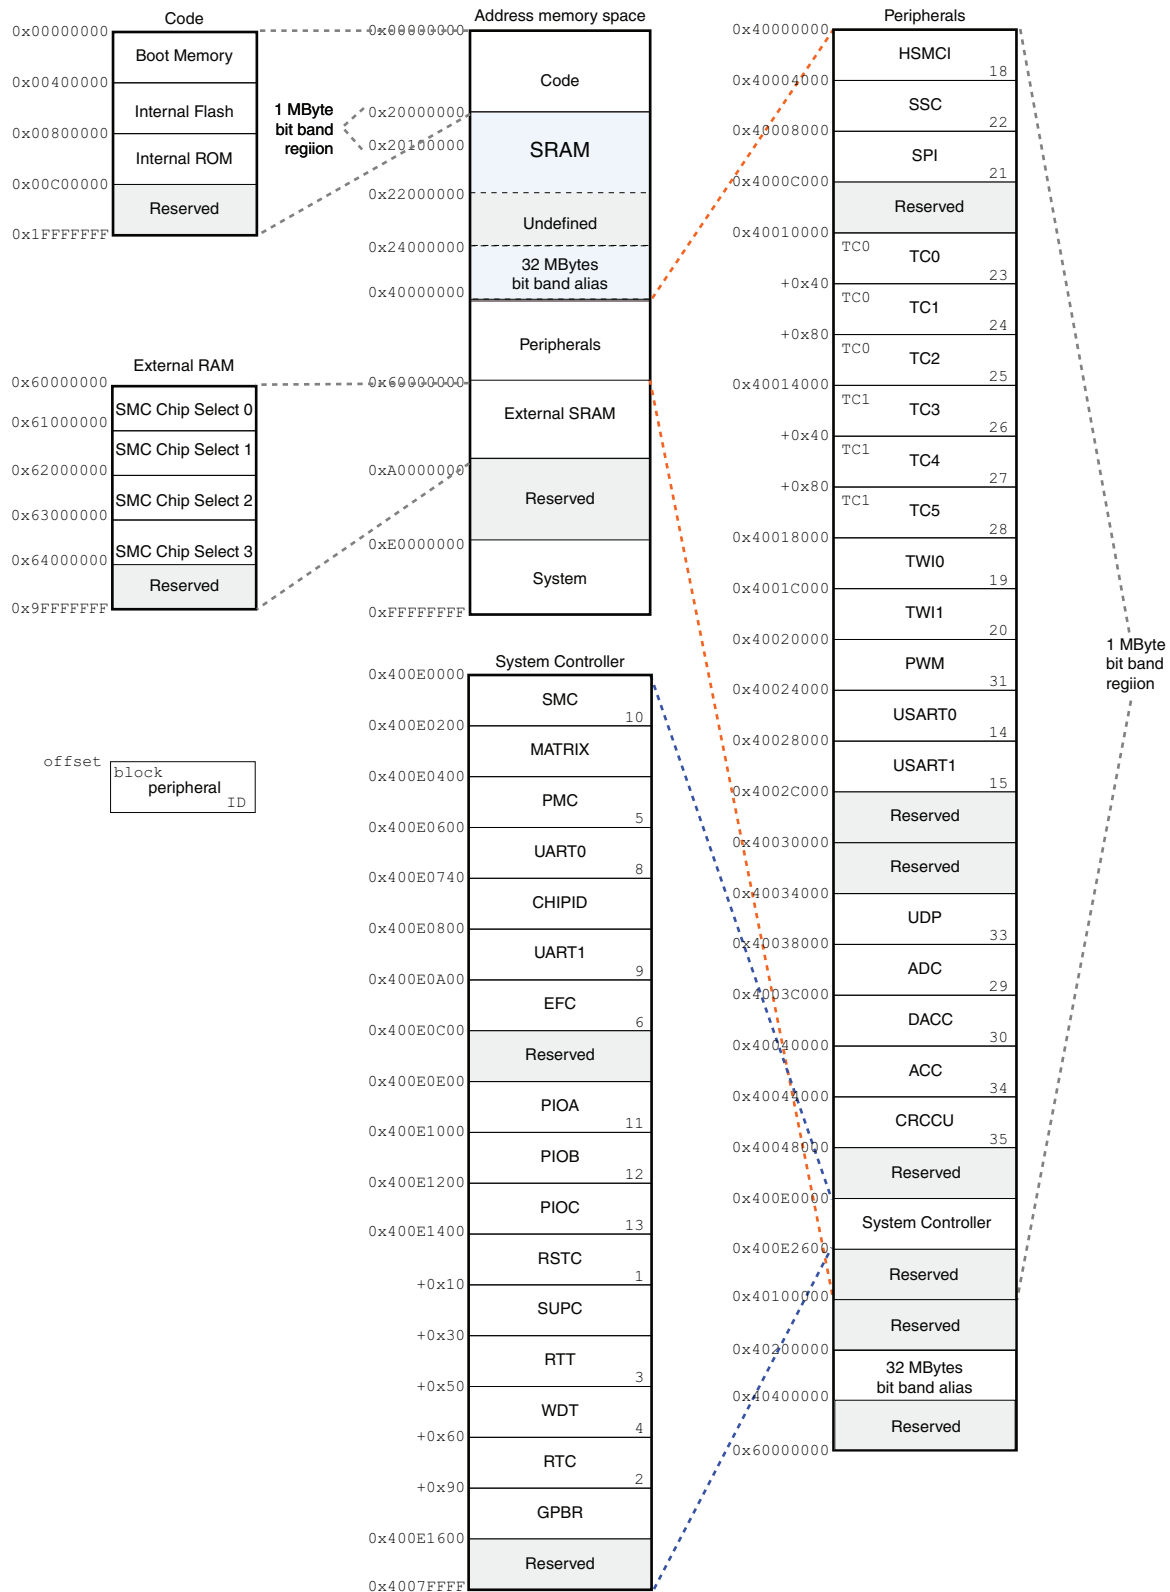 Code
0x00000000
Boot Memory
0x00400000
Internal Flash
0x00800000
Internal ROM
0x00C00000
Reserved
0x1FFFFFFF
1 MByte
bit band
regiion
External RAM
0x60000000
SMC Chip Select 0
0x61000000
SMC Chip Select 1
0x62000000
SMC Chip Select 2
0x63000000
SMC Chip Select 3
0x64000000
Reserved
0x9FFFFFFF
offset
block
peripheral
ID
Address memory space
0x00000000
Code
0x20000000
SRAM
0x20100000
0x22000000
Undefined
0x24000000
32 MBytes
bit band alias
0x40000000
Peripherals
0x60000000
External SRAM
0xA0000000
Reserved
0xE0000000
System
0xFFFFFFFF
System Controller
0x400E0000
SMC
10
0x400E0200
MATRIX
0x400E0400
PMC
5
0x400E0600
UART0
8
0x400E0740
CHIPID
0x400E0800
UART1
9
0x400E0A00
EFC
6
0x400E0C00
Reserved
0x400E0E00
PIOA
11
0x400E1000
PIOB
12
0x400E1200
PIOC
13
0x400E1400
RSTC
1
+0x10
SUPC
+0x30
RTT
3
+0x50
WDT
4
+0x60
RTC
2
+0x90
GPBR
0x400E1600
Reserved
0x4007FFFF
Peripherals
0x40000000
HSMCI
18
0x40004000
SSC
22
0x40008000
SPI
21
0x4000C000
Reserved
0x40010000
TC0
TC0
23
+0x40
TC0
TC1
24
+0x80
TC0
TC2
25
0x40014000
TC1
TC3
26
+0x40
TC1
TC4
27
+0x80
TC1
TC5
28
0x40018000
TWI0
19
0x4001C000
TWI1
20
0x40020000
PWM
31
0x40024000
USART0
14
0x40028000
USART1
15
0x4002C000
Reserved
0x40030000
Reserved
0x40034000
UDP
33
0x40038000
ADC
29
0x4003C000
DACC
30
0x40040000
ACC
34
0x40044000
CRCCU
35
0x40048000
Reserved
0x400E0000
System Controller
0x400E2600
Reserved
0x40100000
Reserved
0x40200000
32 MBytes
bit band alias
0x40400000
Reserved
0x60000000
1 MByte
bit band
regiion